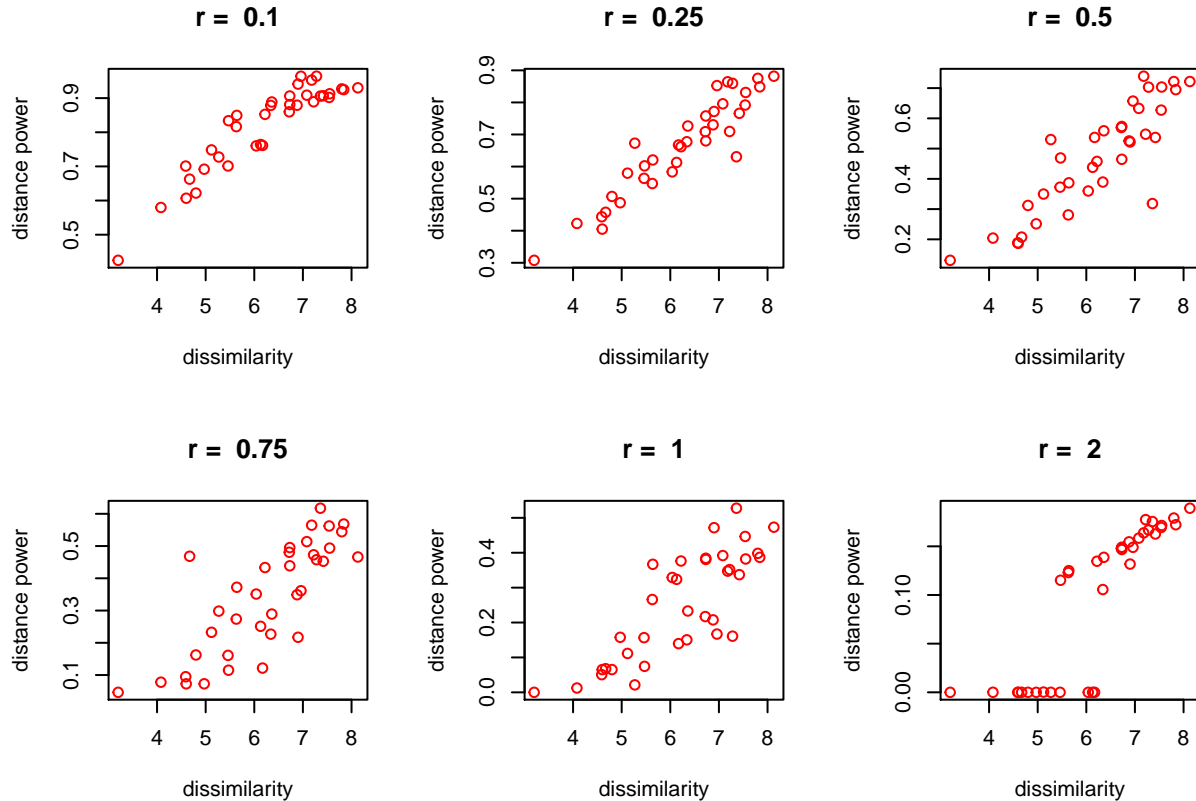 r = 0.1
distance power
0.5 0.7 0.9
4 5 6 7 8
dissimilarity
r = 0.25
distance power
0.3 0.5 0.7 0.9
4 5 6 7 8
dissimilarity
r = 0.5
distance power
0.2 0.4 0.6
4 5 6 7 8
dissimilarity
r = 0.75
distance power
0.1 0.3 0.5
4 5 6 7 8
dissimilarity
r = 1
distance power
0.0 0.2 0.4
4 5 6 7 8
dissimilarity
r = 2
distance power
0.00 0.10
4 5 6 7 8
dissimilarity